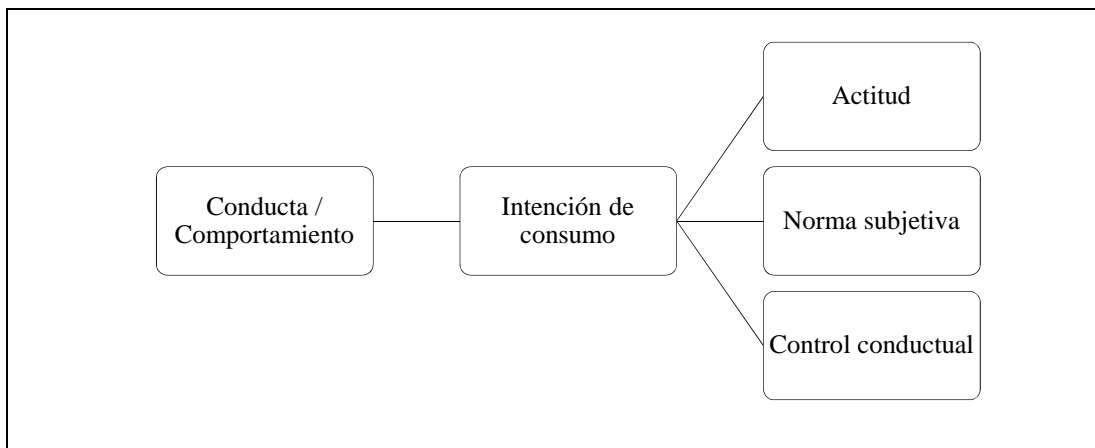 Conducta /
Comportamiento
Intención de
consumo
Actitud
Norma subjetiva
Control conductual